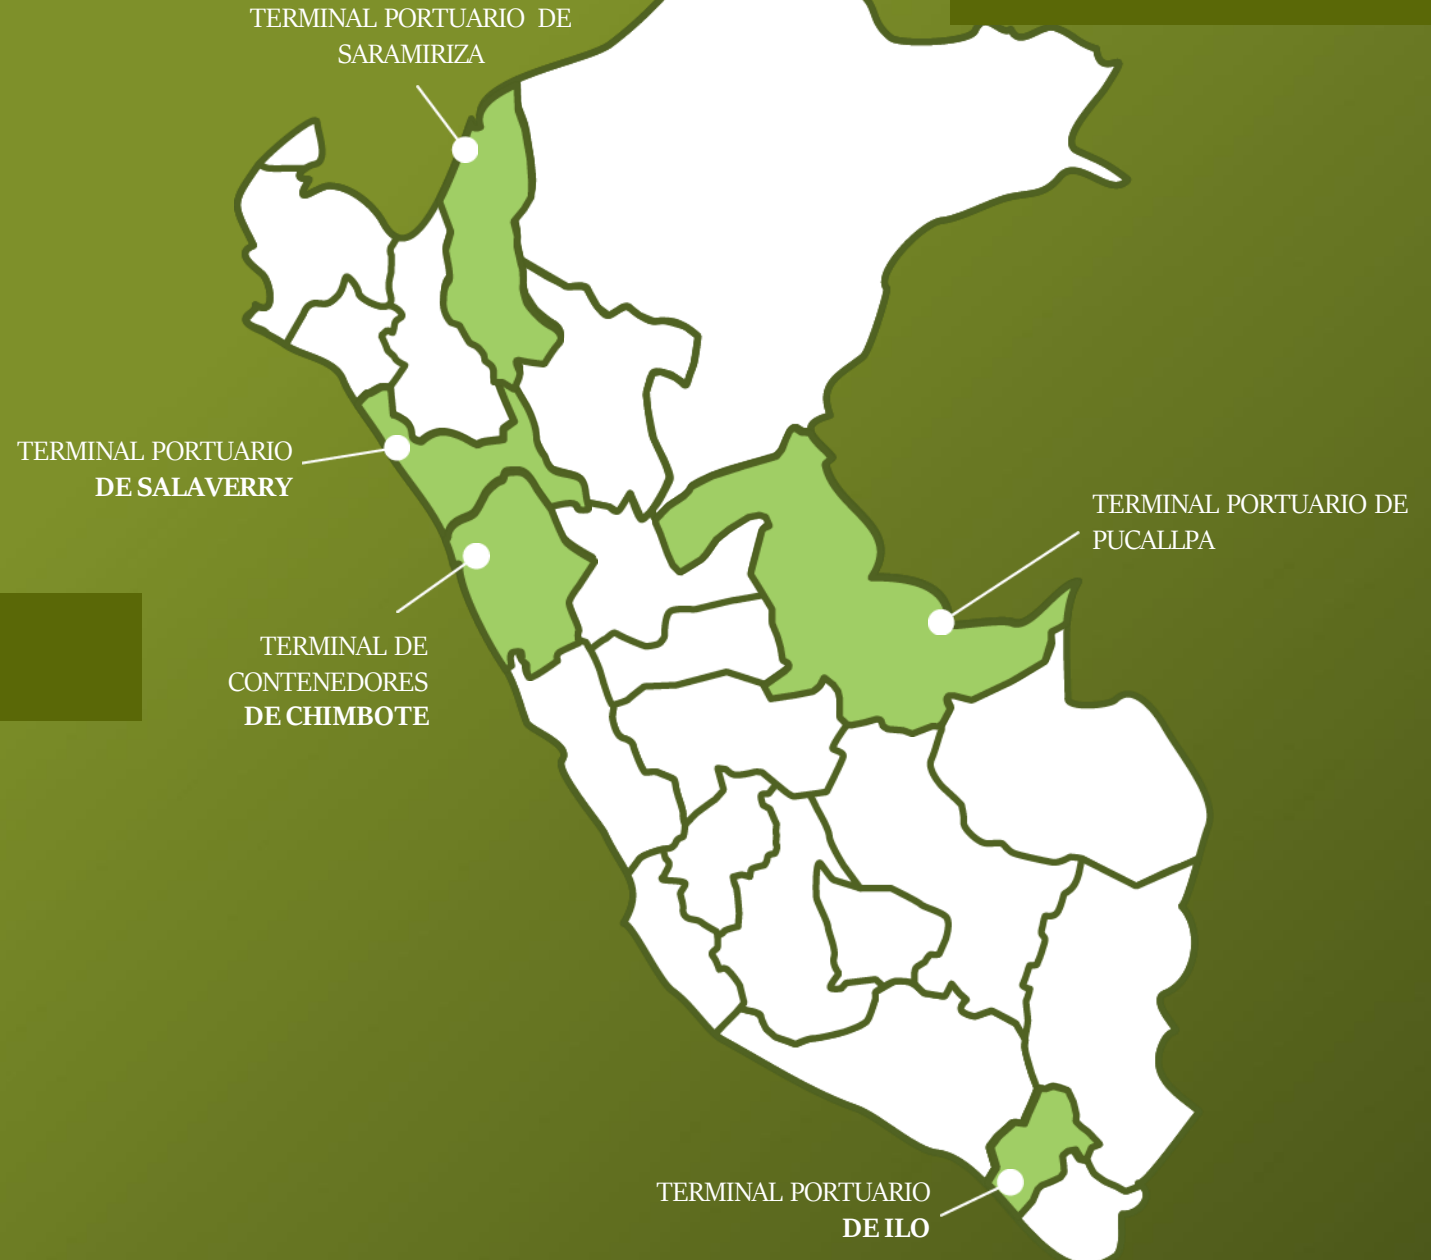 TERMINAL PORTUARIO DE
SARAMIRIZA
TERMINAL PORTUARIO
DE SALAVERRY
TERMINAL PORTUARIO DE
PUCALLPA
TERMINAL DE
CONTENEDORES
DE CHIMBOTE
TERMINAL PORTUARIO
DE ILO